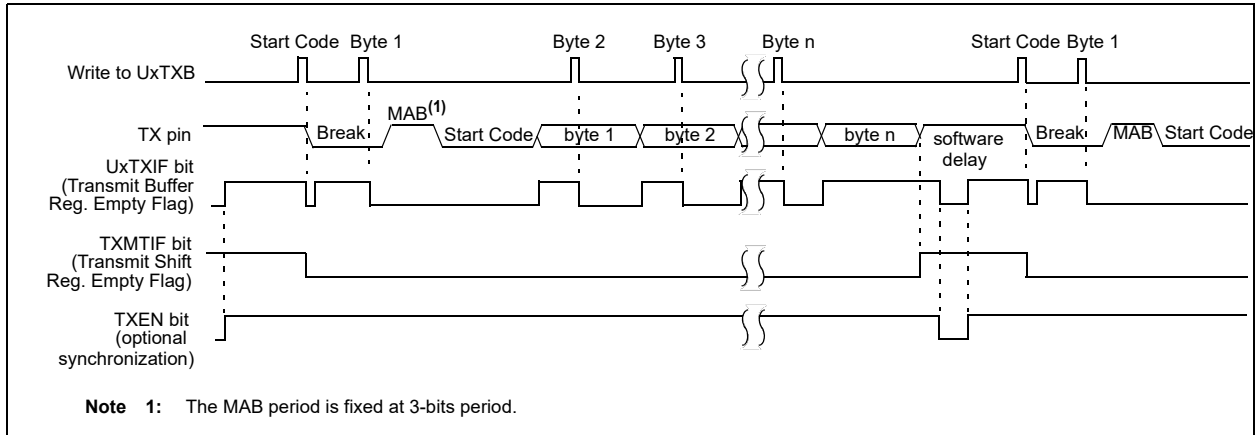 Start Code Byte 1 Byte 2 Byte 3 Byte n Start Code Byte 1
Write to UxTXB
MAB(1)
TX pin Break Start Code byte 1 byte 2 byte n software delay Break MAB Start Code
UxTXIF bit
(Transmit Buffer
Reg. Empty Flag)
TXMTIF bit
(Transmit Shift
Reg. Empty Flag)
TXEN bit
(optional
synchronization)
Note 1: The MAB period is fixed at 3-bits period.